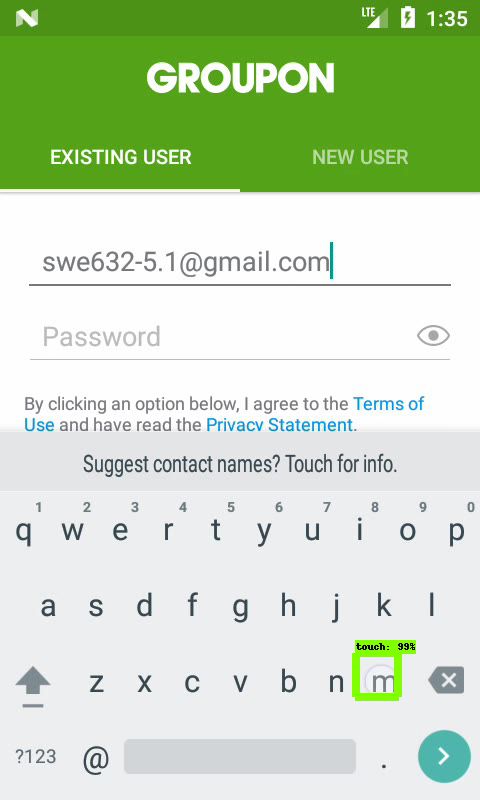 LTE 1:35
GROUPON
EXISTING USER NEW USER
swe632-5.1@gmail.com
Password
By clicking an option below, I agree to the Terms of
Use and have read the Privacy Statement.
Suggest contact names? Touch for info.
1 2 3 4 5 6 7 8 9 0
q w e r t y u i o p
a s d f g h j k l
touch: 99%
z x c v b n m
?123 @ .